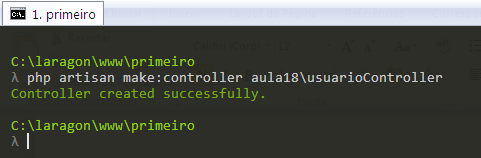 1. primeiro
C:\laragon\www\primeiro
λ php artisan make:controller aula18\usuarioController
Controller created successfully.
C:\laragon\www\primeiro
λ